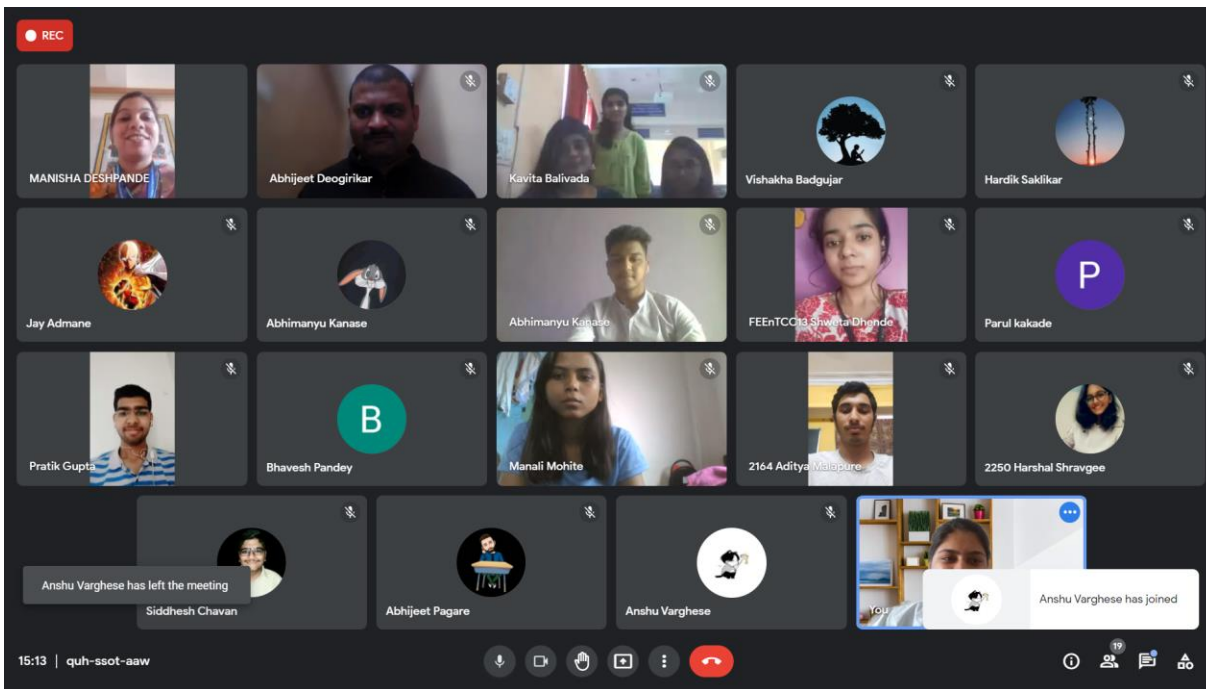 REC
MANISHA DESHPANDE
Abhijeet Deogirikar
Kavita Balivada
Vishakha Badgujar
Hardik Saklikar
Jay Admane
Abhimanyu Kanase
Abhimanyu Kanase
FEEnTCC13 Shweta Dhende
Parul kakade
P
Pratik Gupta
Bhavesh Pandey
B
Manali Mohite
2164 Aditya Malapure
2250 Harshal Shravgee
Anshu Varghese has left the meeting
Siddhesh Chavan
Abhijeet Pagare
Anshu Varghese
You
Anshu Varghese has joined
15:13 | quh-ssot-aaw
19